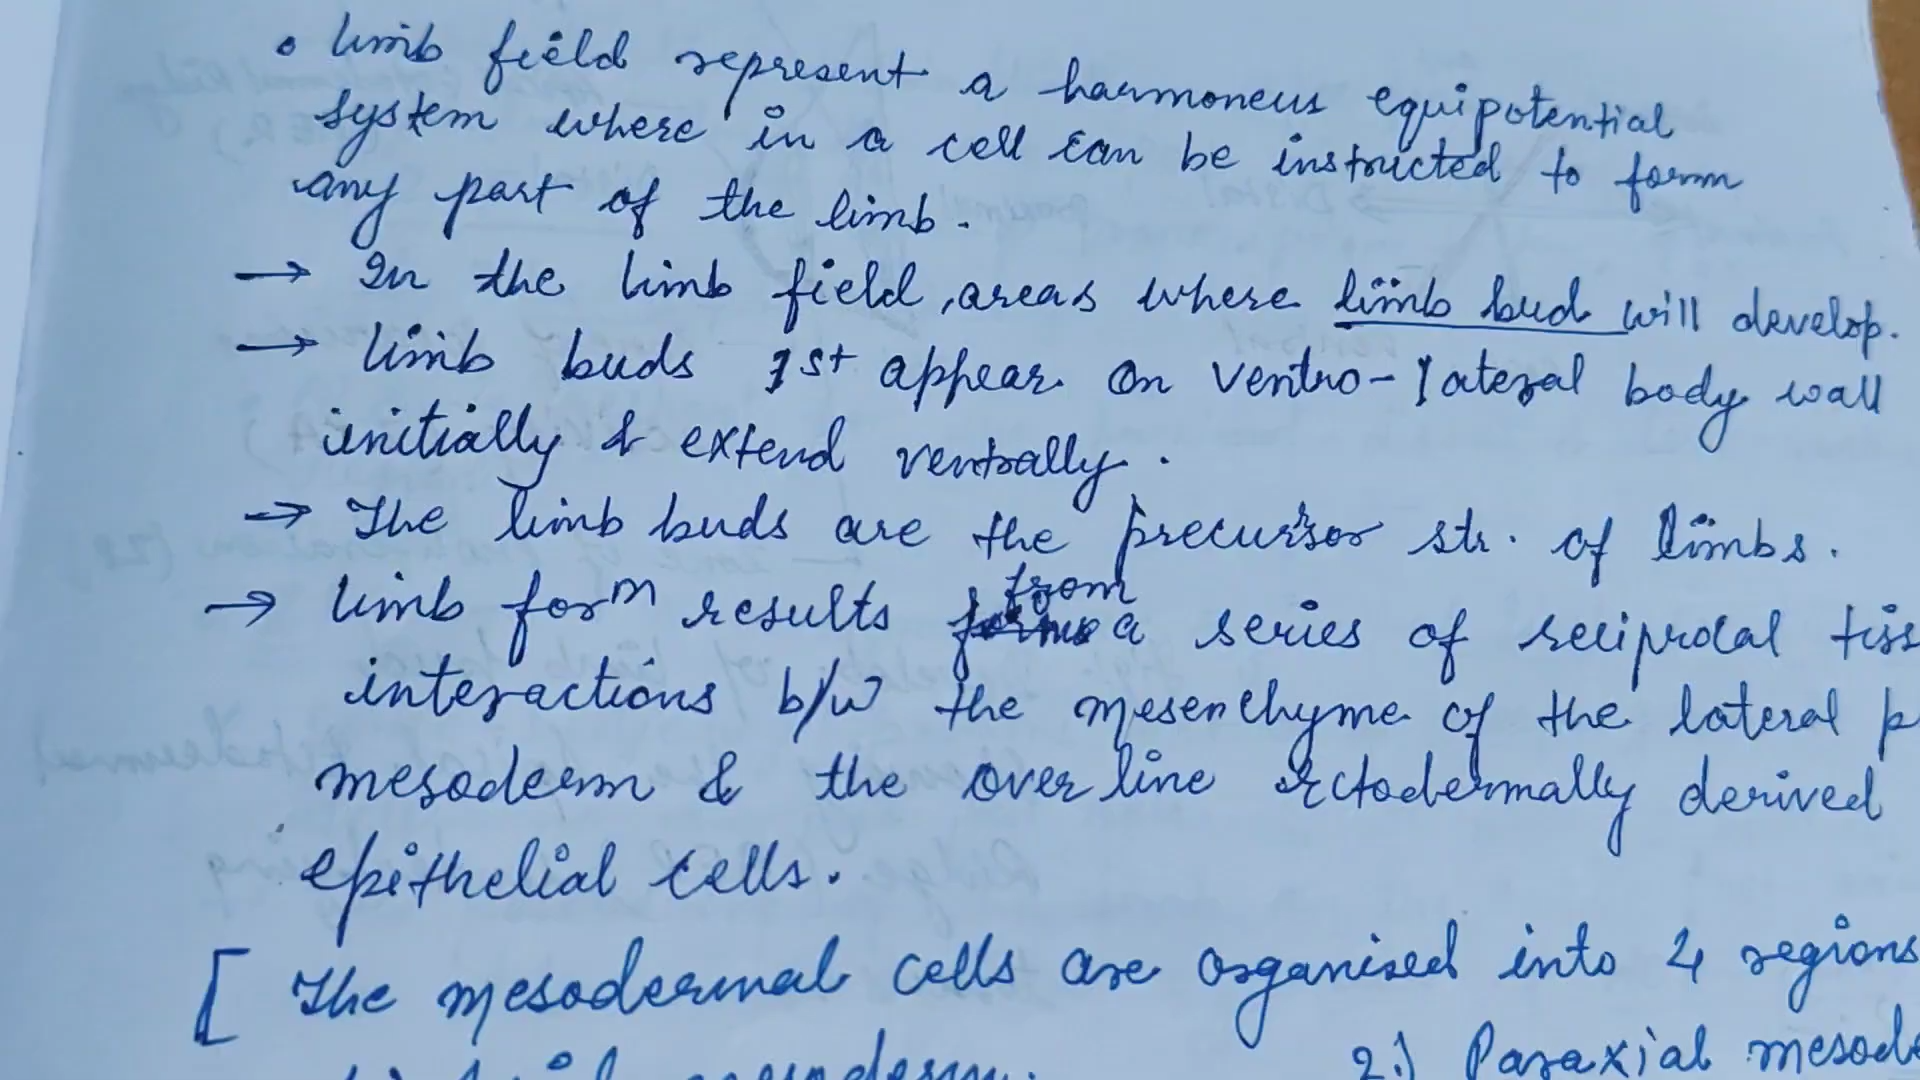 • limb field represent a harmoneus equipotential
system where in a cell can be instructed to form
any part of the limb.
→ In the limb field, areas where limb bud will develop.
→ limb buds 1st appear on ventro-lateral body wall
initially & extend ventrally.
→ The limb buds are the precursor str. of limbs.
→ limb forᵐ results from a series of reciprocal tiss
interactions b/w the mesenchyme of the lateral p
mesoderm & the over line ectodermally derived
epithelial cells.
[ The mesodermal cells are organised into 4 regions
mesoderm. 2.) Paraxial mesode